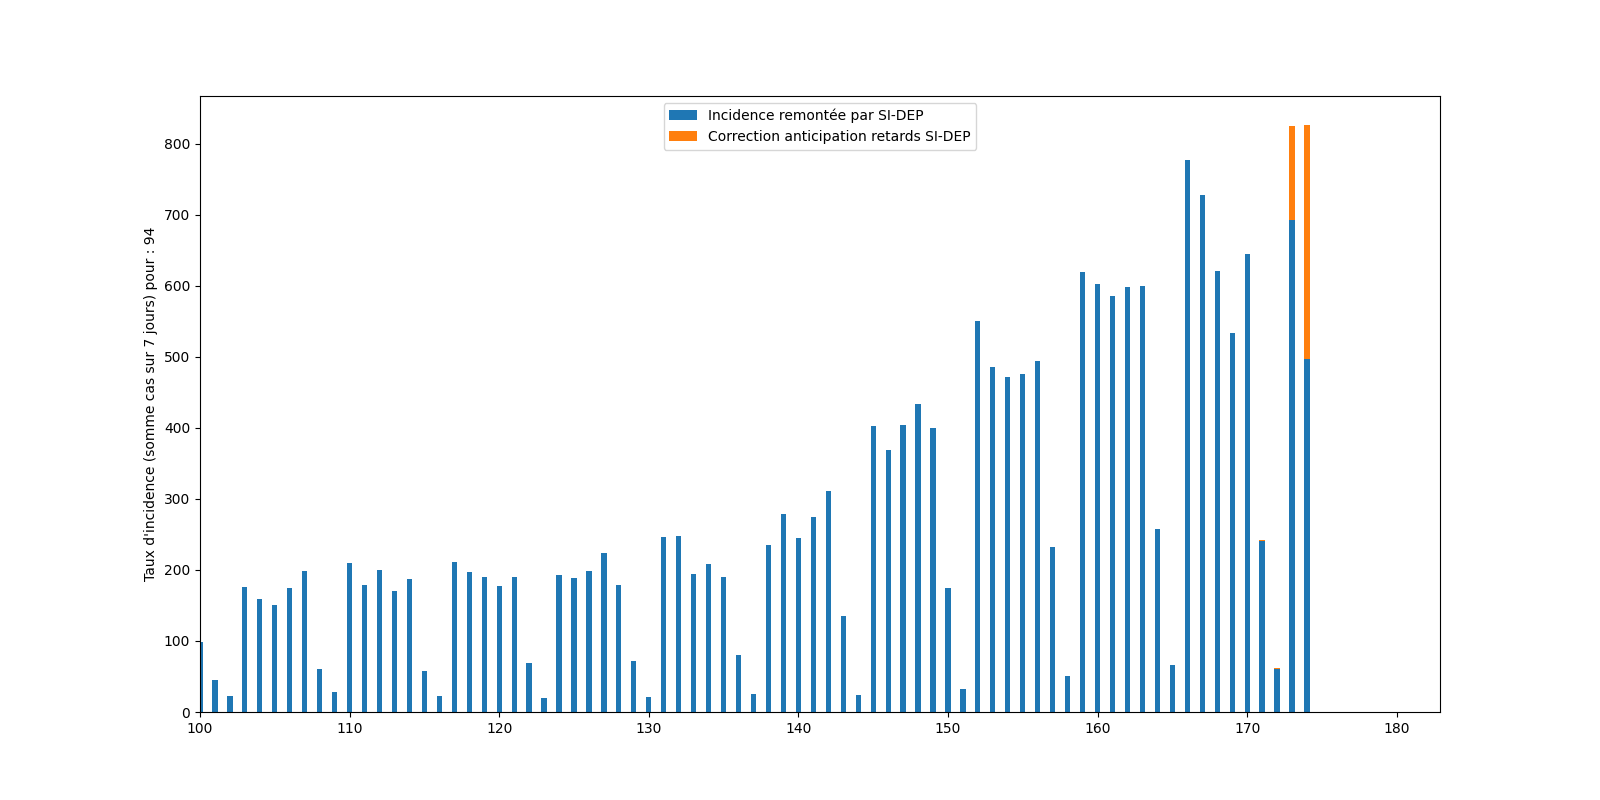 Incidence remontée par SI-DEP
Correction anticipation retards SI-DEP
Taux d'incidence (somme cas sur 7 jours) pour : 94
800
700
600
500
400
300
200
100
0
100 110 120 130 140 150 160 170 180